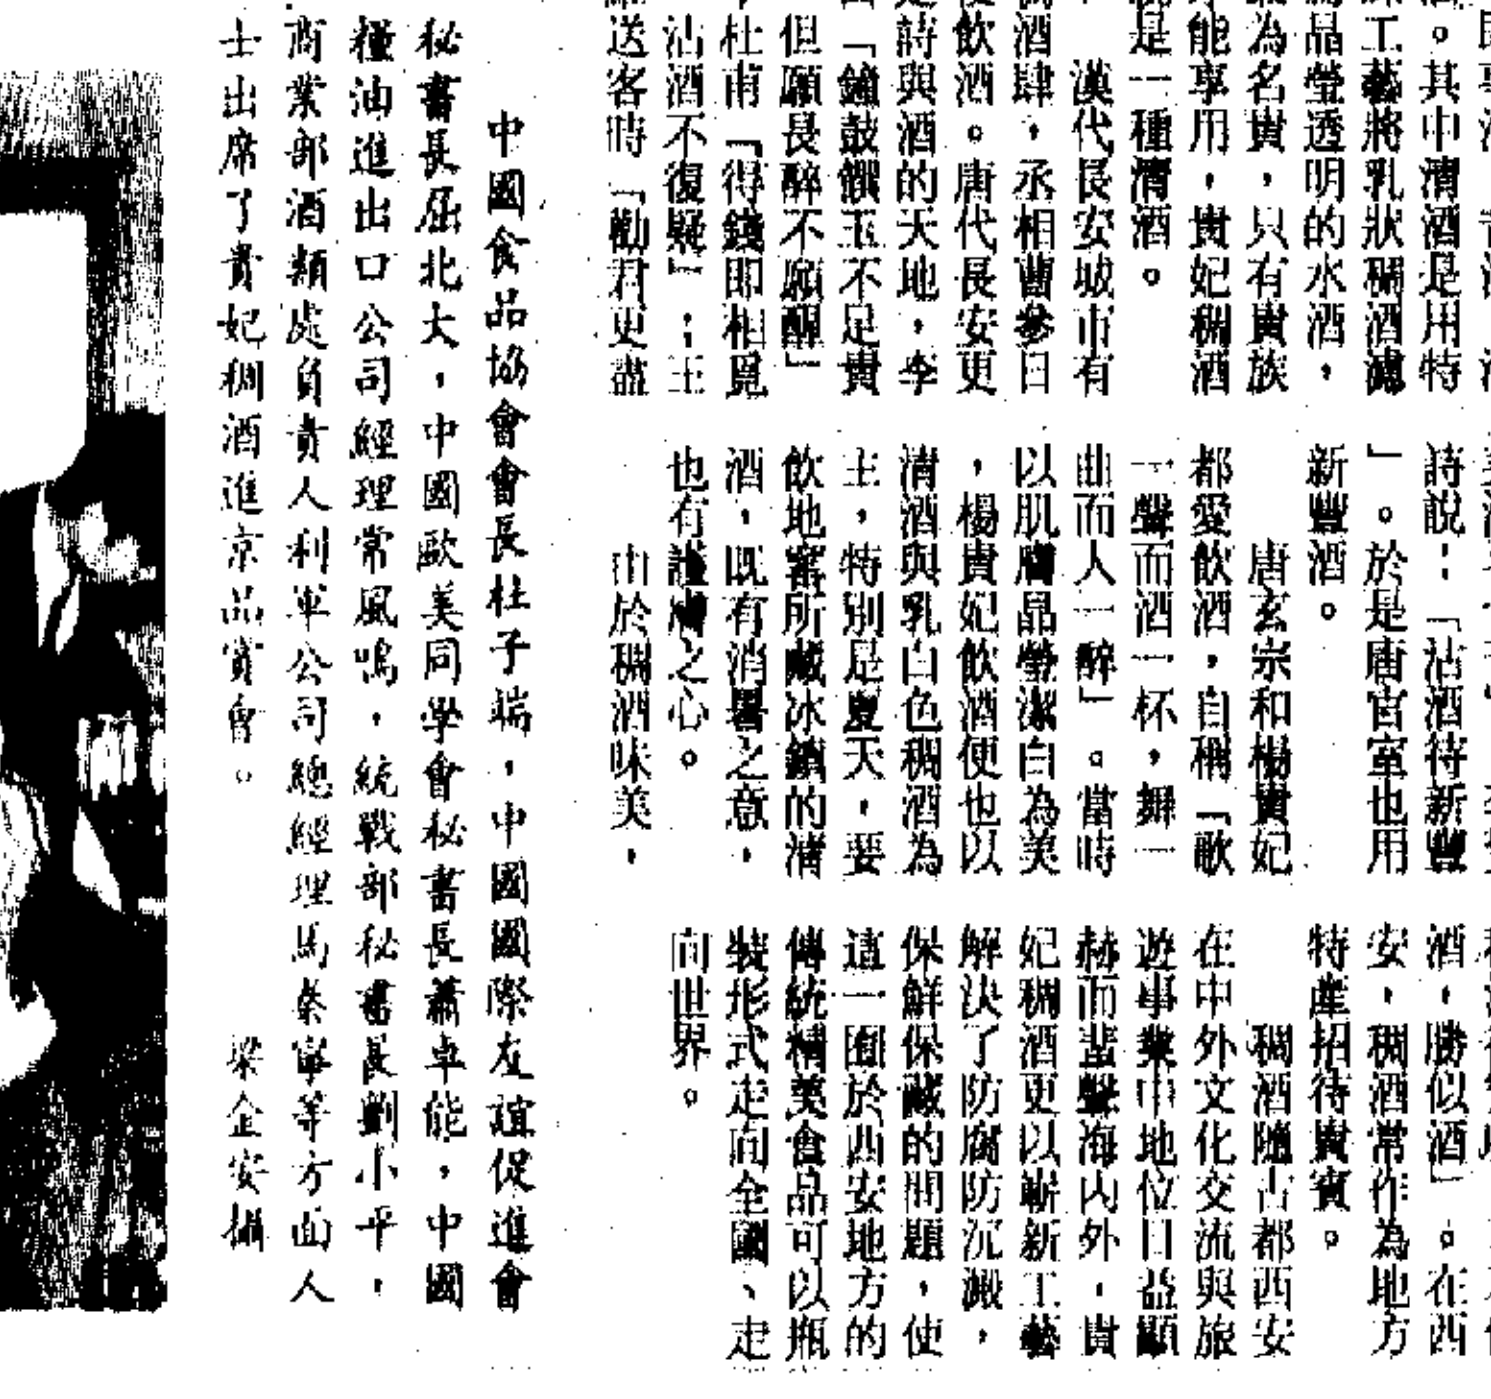 。其中清酒是用特
工藝將乳狀稠酒濾
品瑩透明的水酒，
為名貴，只有貴族
能享用，貴妃稠酒
是一種清酒。
漢代長安城市有
酒肆，丞相曹參日
飲酒。唐代長安更
詩與酒的天地，李
「鐘鼓饌玉不足貴
但願長醉不願醒」
杜甫「得錢即相覓
沽酒不復疑」；王
送客時「勸君更盡
詩說：「沽酒待新豐
」。於是唐宮室也用
新豐酒。
唐玄宗和楊貴妃
都愛飲酒，自稱「歌
一聲而酒一杯，舞一
曲而人一醉」。當時
以肌膚晶瑩潔白為美
，楊貴妃飲酒便也以
清酒與乳白色稠酒為
主，特別是夏天，要
飲地窖所藏冰鎮的清
酒，既有消暑之意，
也有護膚之心。
由於稠酒味美，
酒，勝似酒」。在西
安，稠酒常作為地方
特產招待貴賓。
稠酒隨古都西安
在中外文化交流與旅
遊事業中地位日益顯
赫而蜚聲海內外，貴
妃稠酒更以嶄新工藝
解決了防腐防沉澱，
保鮮保藏的問題，使
這一囿於西安地方的
傳統精美食品可以瓶
裝形式走向全國、走
向世界。
中國食品協會會長杜子端，中國國際友誼促進會
秘書長屈北大，中國歐美同學會秘書長蕭卓能，中國
糧油進出口公司經理常風鳴，統戰部秘書長劉小平，
商業部酒類處負責人利軍公司總經理馬泰寧等方面人
士出席了貴妃稠酒進京品賞會。
梁金安攝